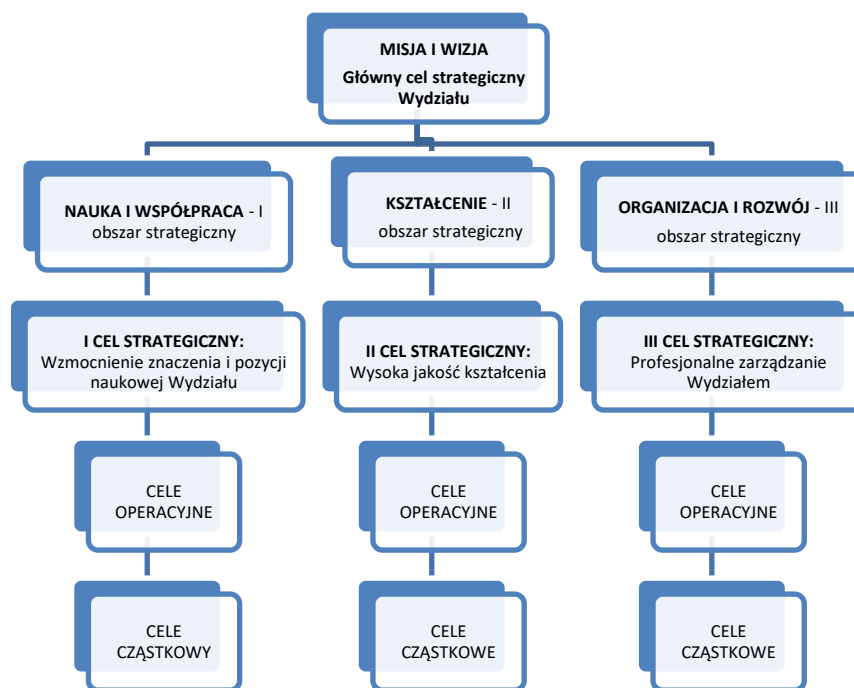 MISJA I WIZJA
Główny cel strategiczny
Wydziału
NAUKA I WSPÓŁPRACA - I
obszar strategiczny
KSZTAŁCENIE - II
obszar strategiczny
ORGANIZACJA I ROZWÓJ - III
obszar strategiczny
I CEL STRATEGICZNY:
Wzmocnienie znaczenia i pozycji
naukowej Wydziału
II CEL STRATEGICZNY:
Wysoka jakość kształcenia
III CEL STRATEGICZNY:
Profesjonalne zarządzanie
Wydziałem
CELE
OPERACYJNE
CELE
OPERACYJNE
CELE
OPERACYJNE
CELE
CZĄSTKOWY
CELE
CZĄSTKOWE
CELE
CZĄSTKOWE